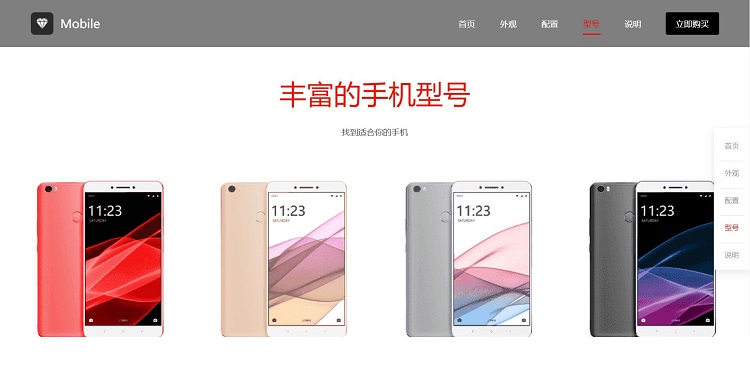 Mobile
首页
外观
配置
型号
说明
立即购买
丰富的手机型号
找到适合你的手机
首页
外观
配置
型号
说明
11:23
SATURDAY
11:23
SATURDAY
11:23
SATURDAY
11:23
SATURDAY